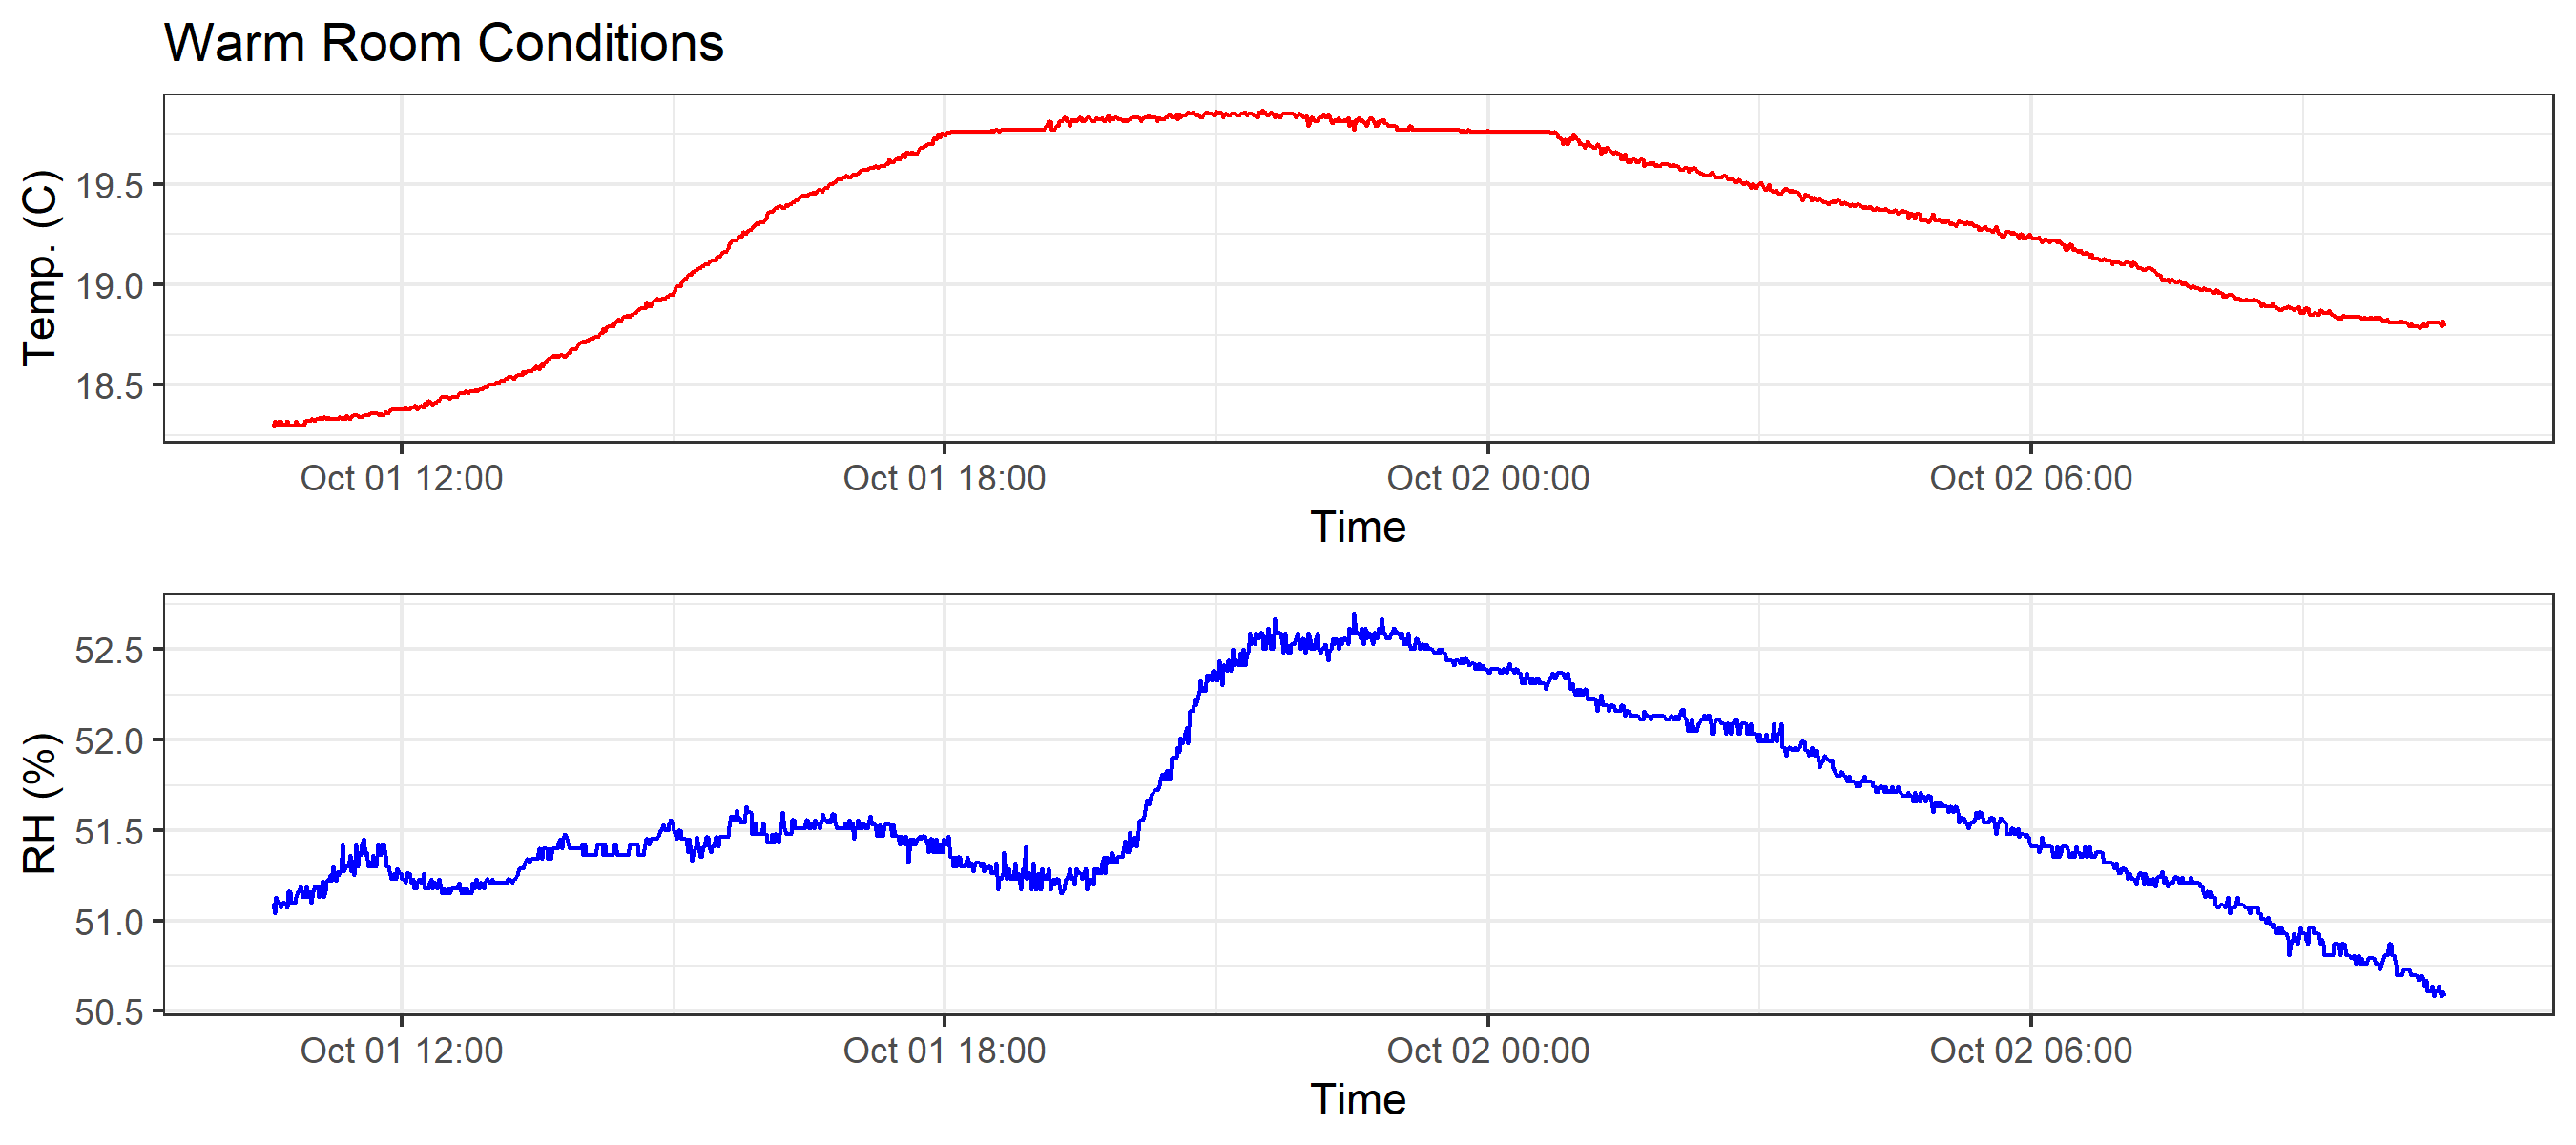 Warm Room Conditions
Temp. (C)
19.5
19.0
18.5
Oct 01 12:00 Oct 01 18:00 Oct 02 00:00 Oct 02 06:00
Time
RH (%)
52.5
52.0
51.5
51.0
50.5
Oct 01 12:00 Oct 01 18:00 Oct 02 00:00 Oct 02 06:00
Time